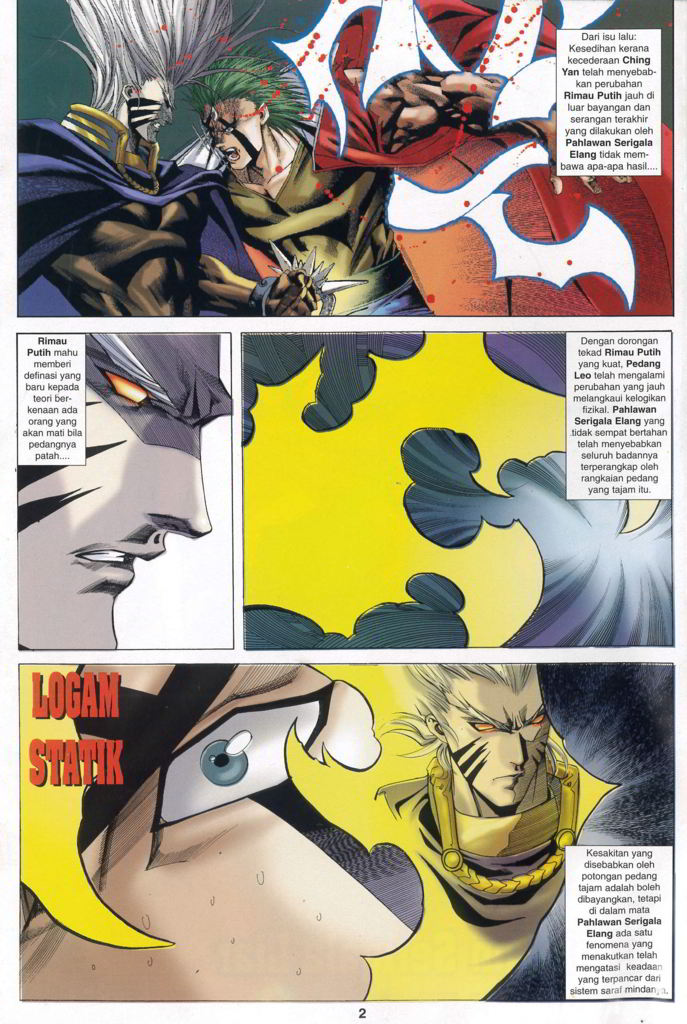 Dari isu lalu:
Kesedihan kerana
kecederaan Ching
Yan telah menyebab-
kan perubahan
Rimau Putih jauh di
luar bayangan dan
serangan terakhir
yang dilakukan oleh
Pahlawan Serigala
Elang tidak mem-
bawa apa-apa hasil....
Rimau
Putih mahu
memberi
definasi yang
baru kepada
teori ber-
kenaan ada
orang yang
akan mati bila
pedangnya
patah....
Dengan dorongan
tekad Rimau Putih
yang kuat, Pedang
Leo telah mengalami
perubahan yang jauh
melangkaui kelogikan
fizikal. Pahlawan
Serigala Elang yang
tidak sempat bertahan
telah menyebabkan
seluruh badannya
terperangkap oleh
rangkaian pedang
yang tajam itu.
LOGAM
STATIK
Kesakitan yang
disebabkan oleh
potongan pedang
tajam adalah boleh
dibayangkan, tetapi
di dalam mata
Pahlawan Serigala
Elang ada satu
fenomena yang
menakutkan telah
mengatasi keadaan
yang terpancar dari
sistem saraf mindanya.
2